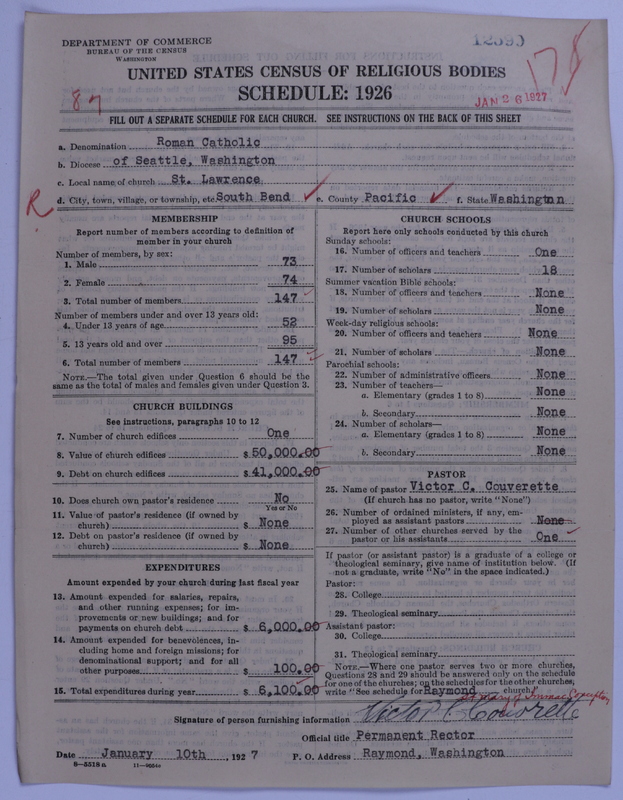 DEPARTMENT OF COMMERCE
BUREAU OF THE CENSUS
WASHINGTON
12390
178
UNITED STATES CENSUS OF RELIGIOUS BODIES
SCHEDULE: 1926
87
JAN 26 1927
FILL OUT A SEPARATE SCHEDULE FOR EACH CHURCH. SEE INSTRUCTIONS ON THE BACK OF THIS SHEET
a. Denomination Roman Catholic
b. Diocese of Seattle, Washington
c. Local name of church St. Lawrence
R
d. City, town, village, or township, etc. South Bend e. County Pacific f. State Washington
MEMBERSHIP
Report number of members according to definition of
member in your church
Number of members, by sex:
1. Male 73
2. Female 74
3. Total number of members 147
Number of members under and over 13 years old:
4. Under 13 years of age 52
5. 13 years old and over 95
6. Total number of members 147
NOTE.—The total given under Question 6 should be the
same as the total of males and females given under Question 3.
CHURCH BUILDINGS
See instructions, paragraphs 10 to 12
7. Number of church edifices One
8. Value of church edifices $ 50,000.00
9. Debt on church edifices $ 41,000.00
10. Does church own pastor's residence No
Yes or No
11. Value of pastor's residence (if owned by
church) $ None
12. Debt on pastor's residence (if owned by
church) $ None
EXPENDITURES
Amount expended by your church during last fiscal year
13. Amount expended for salaries, repairs,
and other running expenses; for im-
provements or new buildings; and for
payments on church debt $ 6,000.00
14. Amount expended for benevolences, in-
cluding home and foreign missions; for
denominational support; and for all
other purposes $ 100.00
15. Total expenditures during year $ 6,100.00
CHURCH SCHOOLS
Report here only schools conducted by this church
Sunday schools:
16. Number of officers and teachers One
17. Number of scholars 18
Summer vacation Bible schools:
18. Number of officers and teachers None
19. Number of scholars None
Week-day religious schools:
20. Number of officers and teachers None
21. Number of scholars None
Parochial schools:
22. Number of administrative officers None
23. Number of teachers—
a. Elementary (grades 1 to 8) None
b. Secondary None
24. Number of scholars—
a. Elementary (grades 1 to 8) None
b. Secondary None
PASTOR
25. Name of pastor Victor C. Couverette
(If church has no pastor, write "None")
26. Number of ordained ministers, if any, em-
ployed as assistant pastors None
27. Number of other churches served by the
pastor or his assistants One
If pastor (or assistant pastor) is a graduate of a college or
theological seminary, give name of institution below. (If
not a graduate, write "No" in the space indicated.)
Pastor:
28. College
29. Theological seminary
Assistant pastor:
30. College
31. Theological seminary
NOTE.—Where one pastor serves two or more churches,
Questions 28 and 29 should be answered only on the schedule
for one of the churches; on the schedules for the other churches,
write "See schedule for Raymond church."
Signature of person furnishing information Victor C. Couverette
Official title Permanent Rector
Date January 10th, 1927 P. O. Address Raymond, Washington
8—5518 a 11—9654c